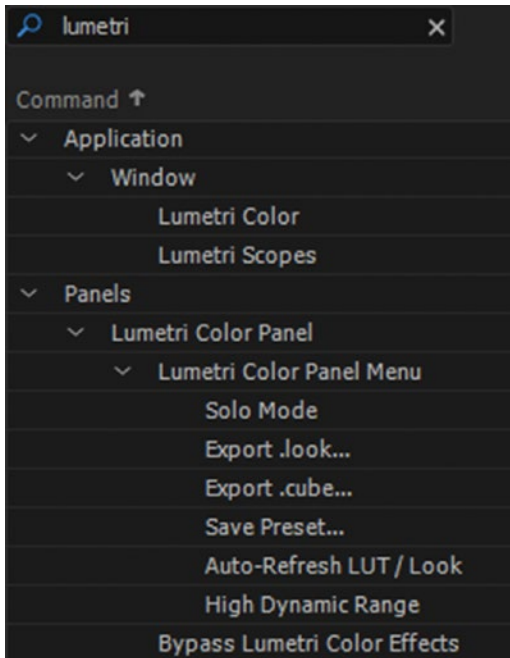 lumetri
Command
Application
Window
Lumetri Color
Lumetri Scopes
Panels
Lumetri Color Panel
Lumetri Color Panel Menu
Solo Mode
Export .look...
Export .cube...
Save Preset...
Auto-Refresh LUT / Look
High Dynamic Range
Bypass Lumetri Color Effects